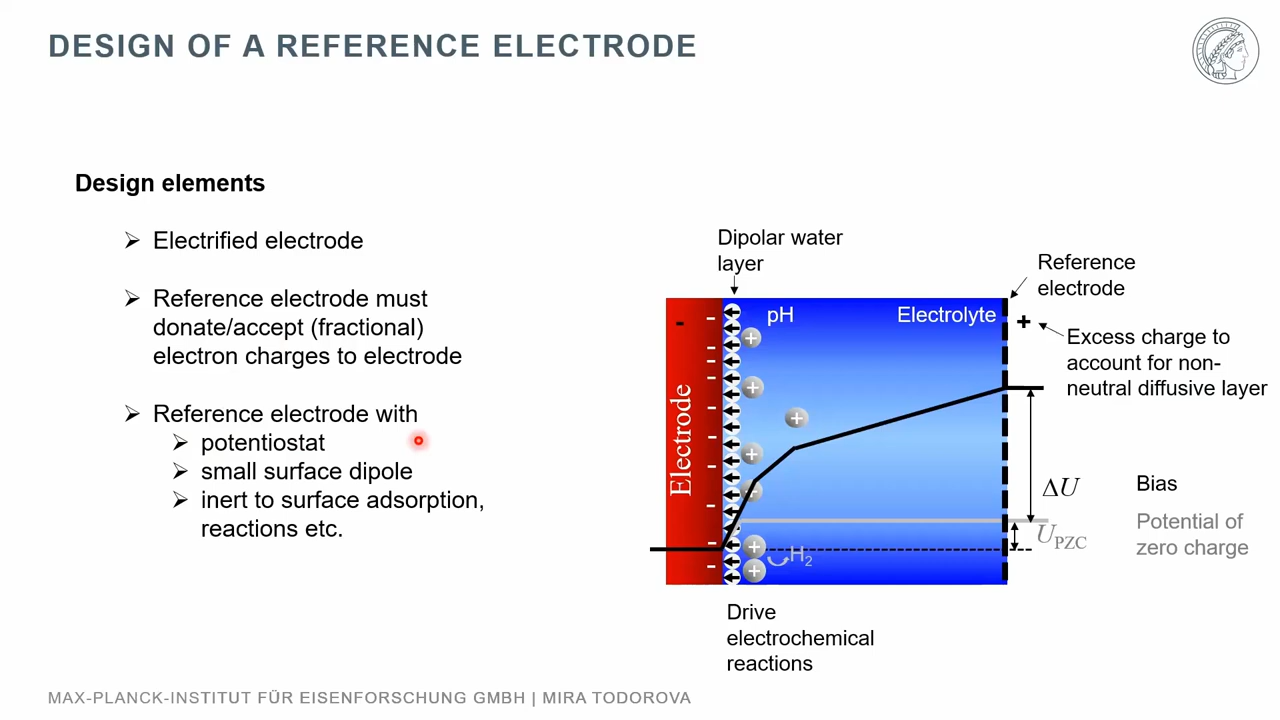 DESIGN OF A REFERENCE ELECTRODE
Design elements
Electrified electrode
Reference electrode must
donate/accept (fractional)
electron charges to electrode
Reference electrode with
potentiostat
small surface dipole
inert to surface adsorption,
reactions etc.
Dipolar water
layer
Reference
electrode
pH
Electrolyte
Excess charge to
account for non-
neutral diffusive layer
Electrode
ΔU
Bias
U_PZC
Potential of
zero charge
H₂
Drive
electrochemical
reactions
MAX-PLANCK-INSTITUT FÜR EISENFORSCHUNG GMBH | MIRA TODOROVA